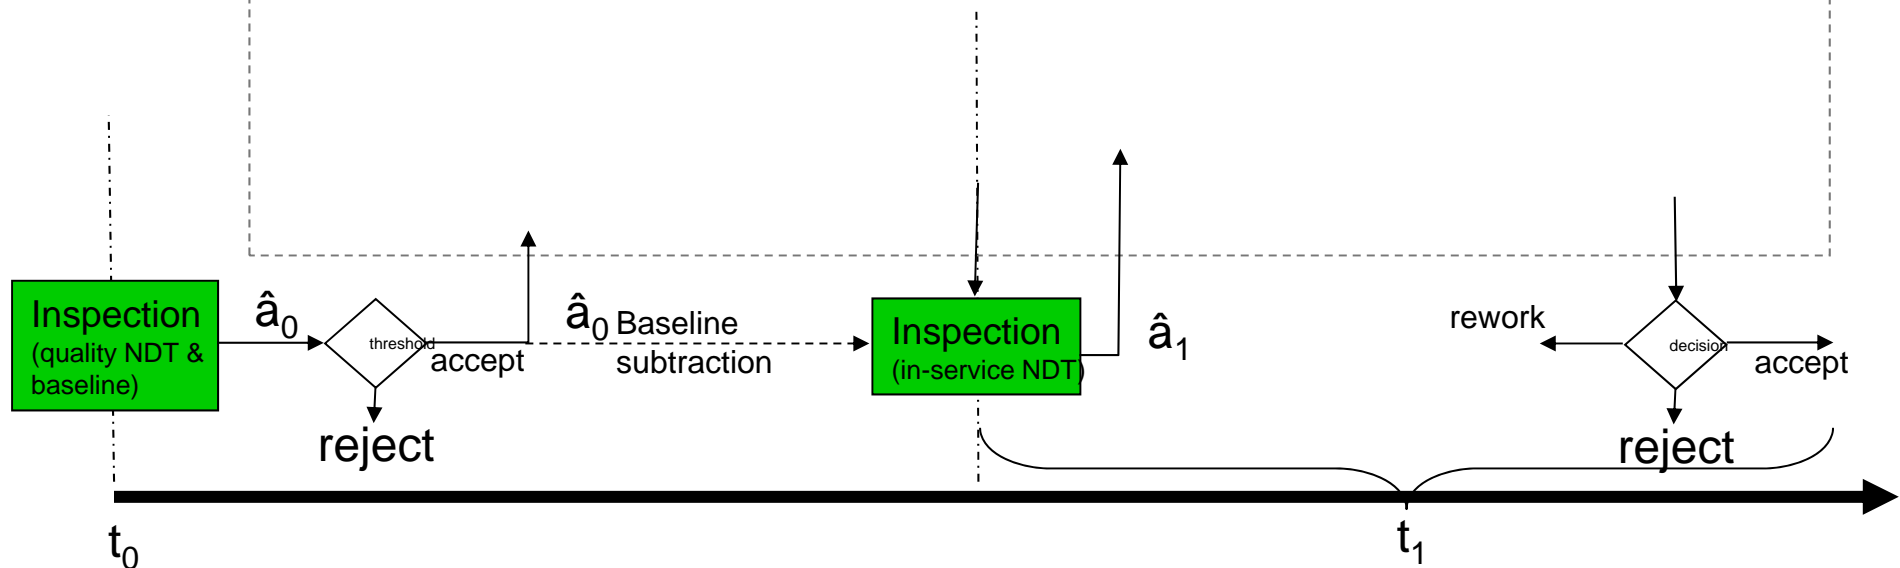 Inspection
(quality NDT &
baseline)
â0
threshold
accept
reject
â0
Baseline
subtraction
Inspection
(in-service NDT)
â1
rework
decision
accept
reject
t0
t1